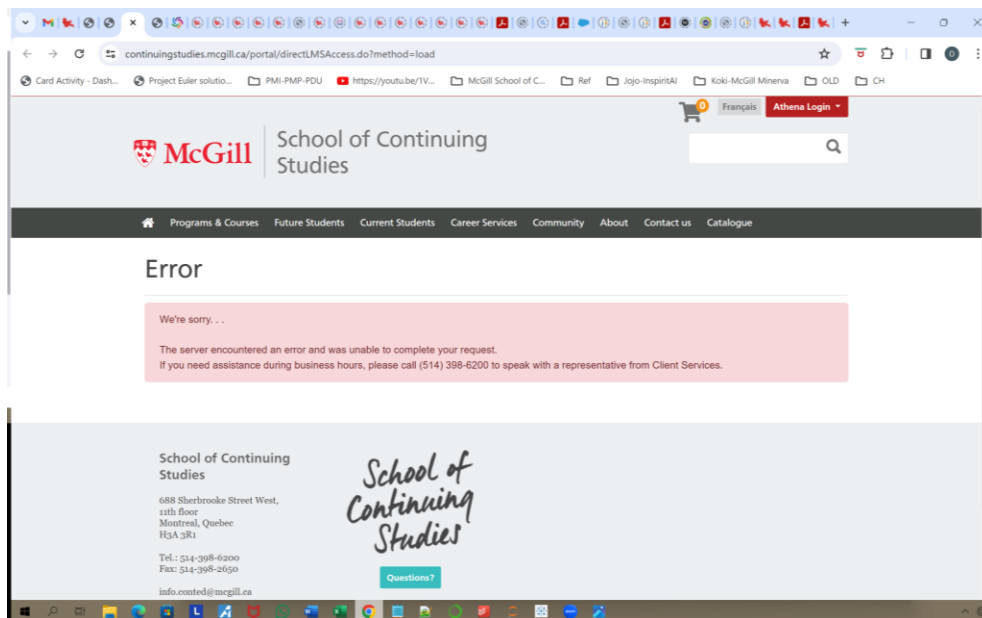 continuingstudies.mcgill.ca/portal/directLMSAccess.do?method=load
Card Activity - Dash... Project Euler solutio... PMI-PMP-PDU https://youtu.be/1V... McGill School of C... Ref Jojo-InspiritAI Koki-McGill Minerva OLD CH
0 Français Athena Login
McGill School of Continuing
Studies
Programs & Courses Future Students Current Students Career Services Community About Contact us Catalogue
Error
We're sorry. . .
The server encountered an error and was unable to complete your request.
If you need assistance during business hours, please call (514) 398-6200 to speak with a representative from Client Services.
School of Continuing
Studies
688 Sherbrooke Street West,
11th floor
Montreal, Quebec
H3A 3R1
Tel.: 514-398-6200
Fax: 514-398-2650
info.conted@mcgill.ca
School of
Continuing
Studies
Questions?